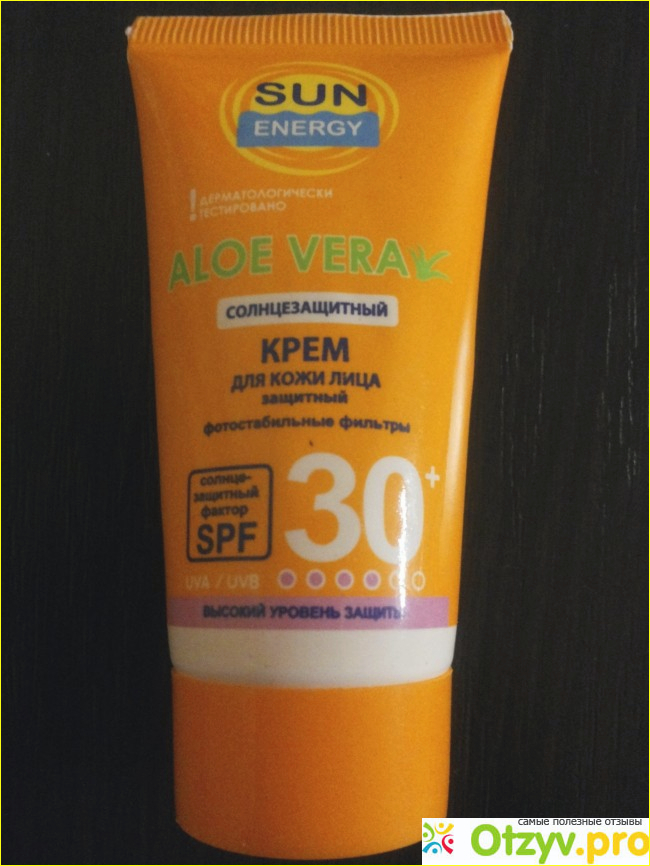 SUN
ENERGY
! ДЕРМАТОЛОГИЧЕСКИ
ТЕСТИРОВАНО
ALOE VERA
СОЛНЦЕЗАЩИТНЫЙ
КРЕМ
ДЛЯ КОЖИ ЛИЦА
защитный
фотостабильные фильтры
солнце-
защитный
фактор
SPF
30+
UVA / UVB
ВЫСОКИЙ УРОВЕНЬ ЗАЩИТЫ
самые полезные отзывы
Otzyv.pro